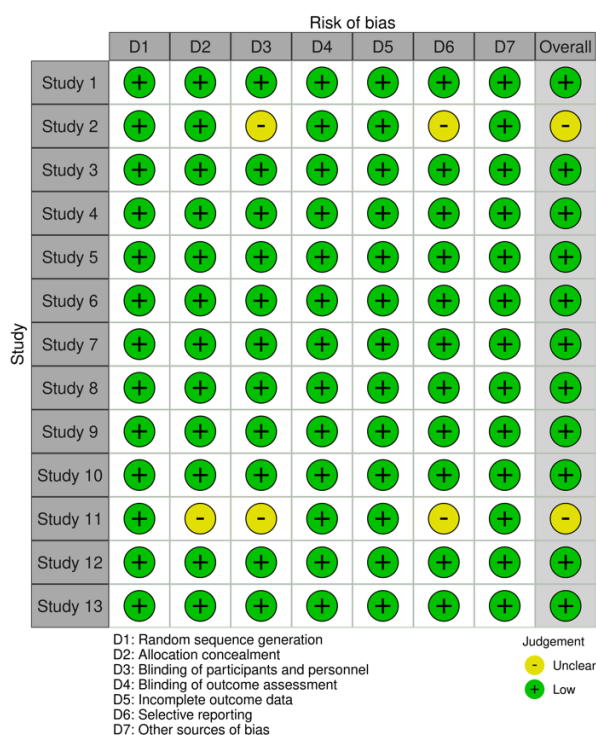 Risk of bias
D1 D2 D3 D4 D5 D6 D7 Overall
Study
Study 1 + + + + + + + +
Study 2 + + - + + - + -
Study 3 + + + + + + + +
Study 4 + + + + + + + +
Study 5 + + + + + + + +
Study 6 + + + + + + + +
Study 7 + + + + + + + +
Study 8 + + + + + + + +
Study 9 + + + + + + + +
Study 10 + + + + + + + +
Study 11 + - - + + - + -
Study 12 + + + + + + + +
Study 13 + + + + + + + +
D1: Random sequence generation
D2: Allocation concealment
D3: Blinding of participants and personnel
D4: Blinding of outcome assessment
D5: Incomplete outcome data
D6: Selective reporting
D7: Other sources of bias
Judgement
- Unclear
+ Low